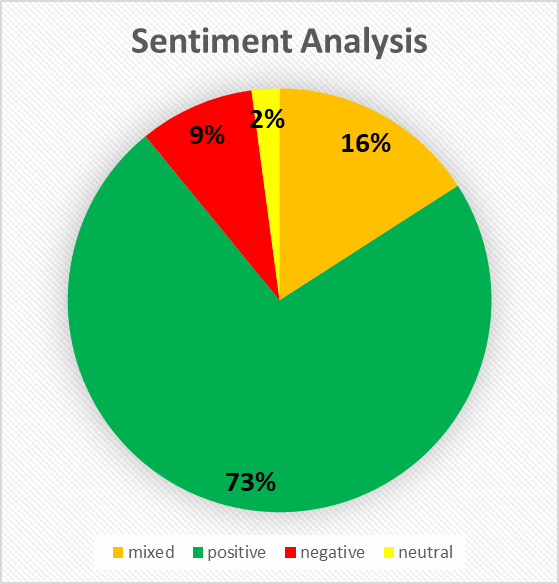 Sentiment Analysis
2%
9%
16%
73%
mixed positive negative neutral